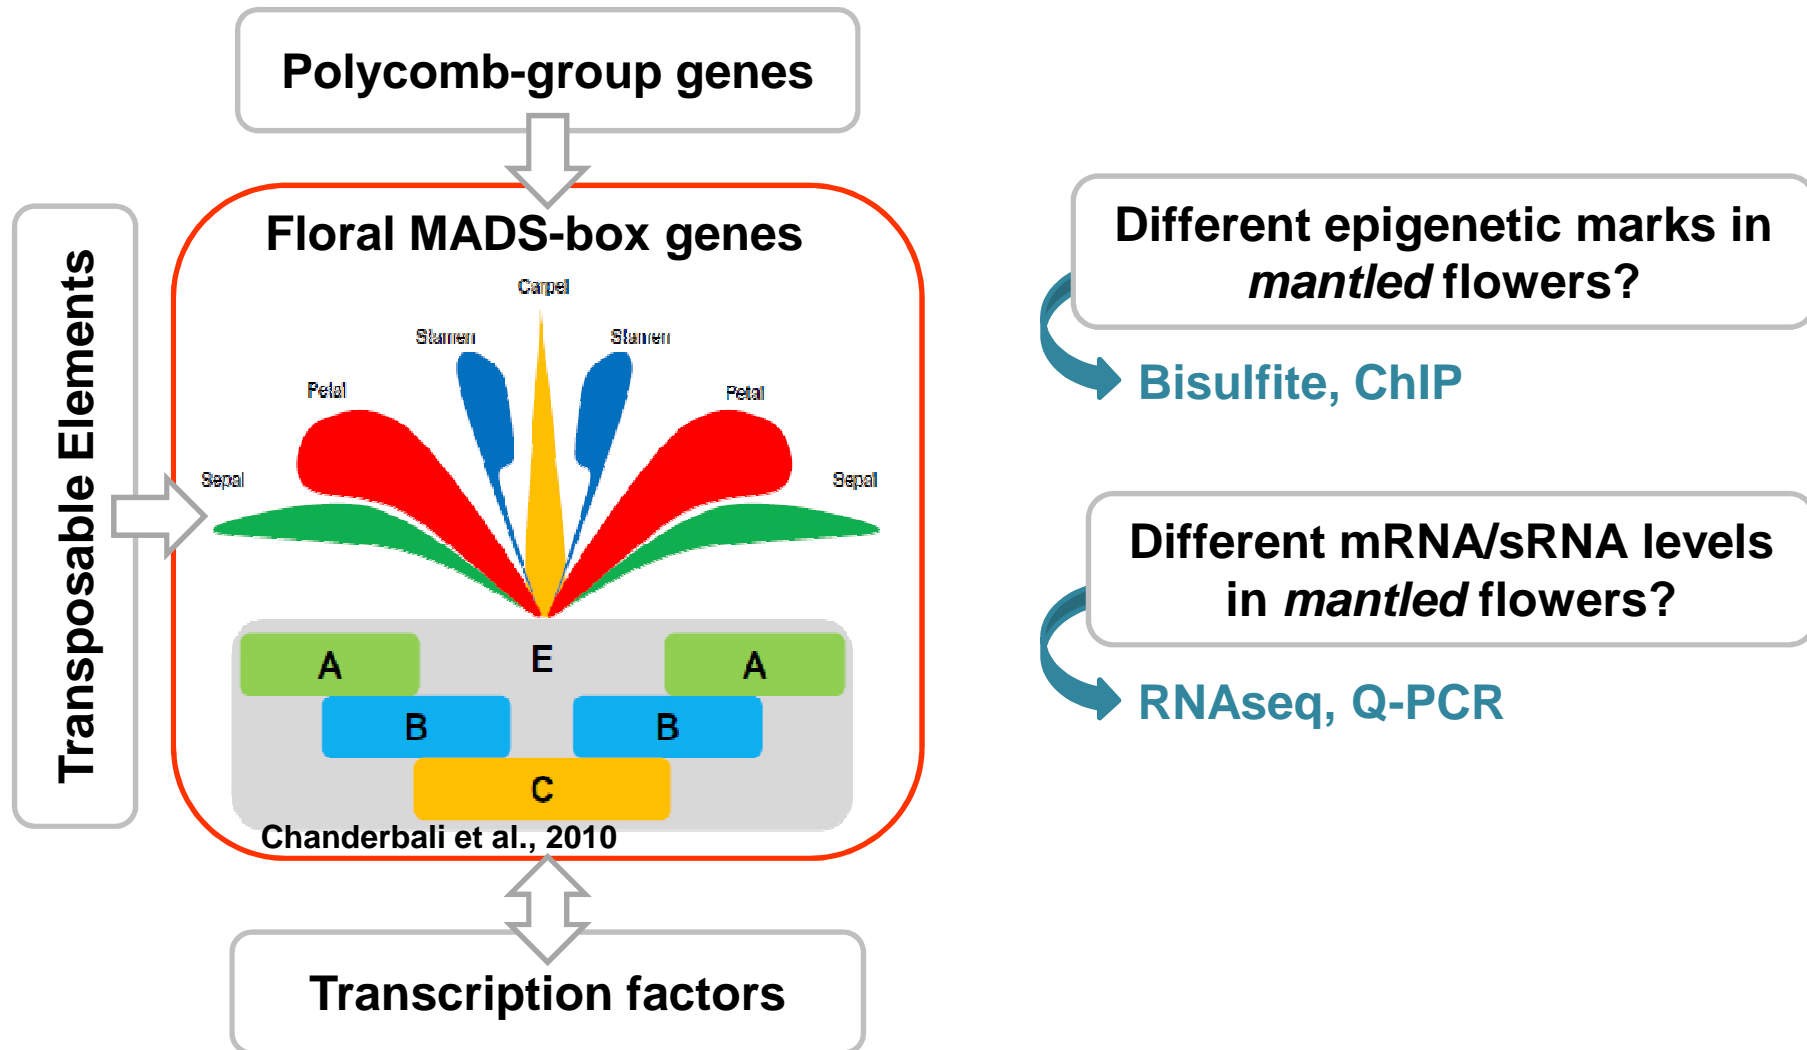 Polycomb-group genes
Transposable Elements
Floral MADS-box genes
Carpel
Stamen
Stamen
Petal
Petal
Sepal
Sepal
A
E
A
B
B
C
Chanderbali et al., 2010
Transcription factors
Different epigenetic marks in
mantled flowers?
Bisulfite, ChIP
Different mRNA/sRNA levels
in mantled flowers?
RNAseq, Q-PCR